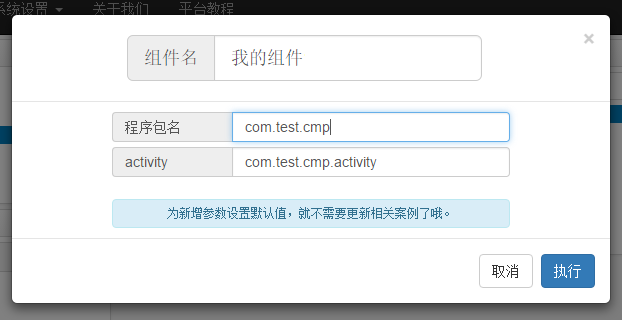 系统设置 关于我们 平台教程
×
组件名 我的组件
程序包名 com.test.cmp
activity com.test.cmp.activity
为新增参数设置默认值，就不需要更新相关案例了哦。
取消 执行